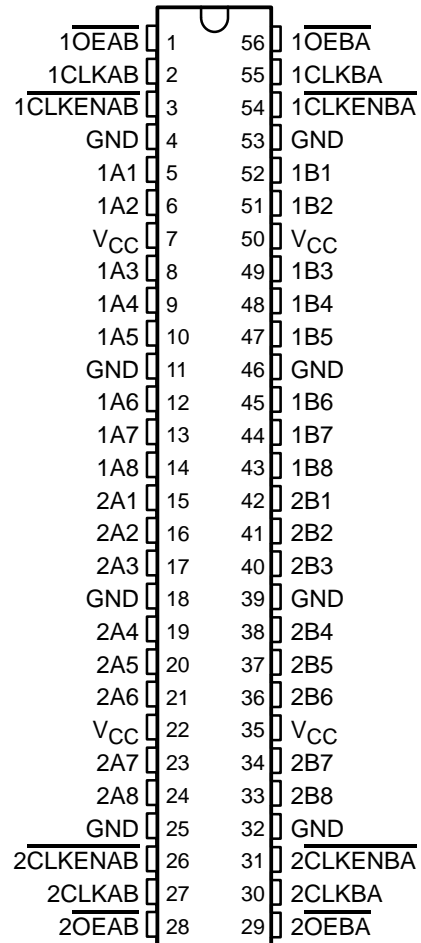 1OEAB 1 56 1OEBA
1CLKAB 2 55 1CLKBA
1CLKENAB 3 54 1CLKENBA
GND 4 53 GND
1A1 5 52 1B1
1A2 6 51 1B2
VCC 7 50 VCC
1A3 8 49 1B3
1A4 9 48 1B4
1A5 10 47 1B5
GND 11 46 GND
1A6 12 45 1B6
1A7 13 44 1B7
1A8 14 43 1B8
2A1 15 42 2B1
2A2 16 41 2B2
2A3 17 40 2B3
GND 18 39 GND
2A4 19 38 2B4
2A5 20 37 2B5
2A6 21 36 2B6
VCC 22 35 VCC
2A7 23 34 2B7
2A8 24 33 2B8
GND 25 32 GND
2CLKENAB 26 31 2CLKENBA
2CLKAB 27 30 2CLKBA
2OEAB 28 29 2OEBA